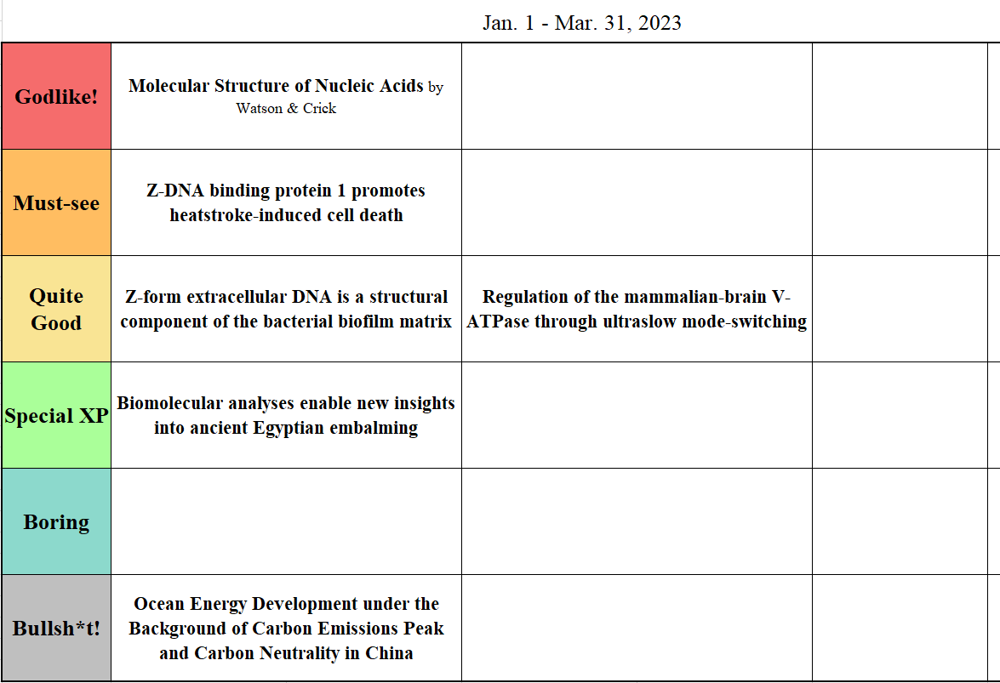 Jan. 1 - Mar. 31, 2023
Godlike!
Molecular Structure of Nucleic Acids by
Watson & Crick
Must-see
Z-DNA binding protein 1 promotes
heatstroke-induced cell death
Quite
Good
Z-form extracellular DNA is a structural
component of the bacterial biofilm matrix
Regulation of the mammalian-brain V-
ATPase through ultraslow mode-switching
Special XP
Biomolecular analyses enable new insights
into ancient Egyptian embalming
Boring
Bullsh*t!
Ocean Energy Development under the
Background of Carbon Emissions Peak
and Carbon Neutrality in China